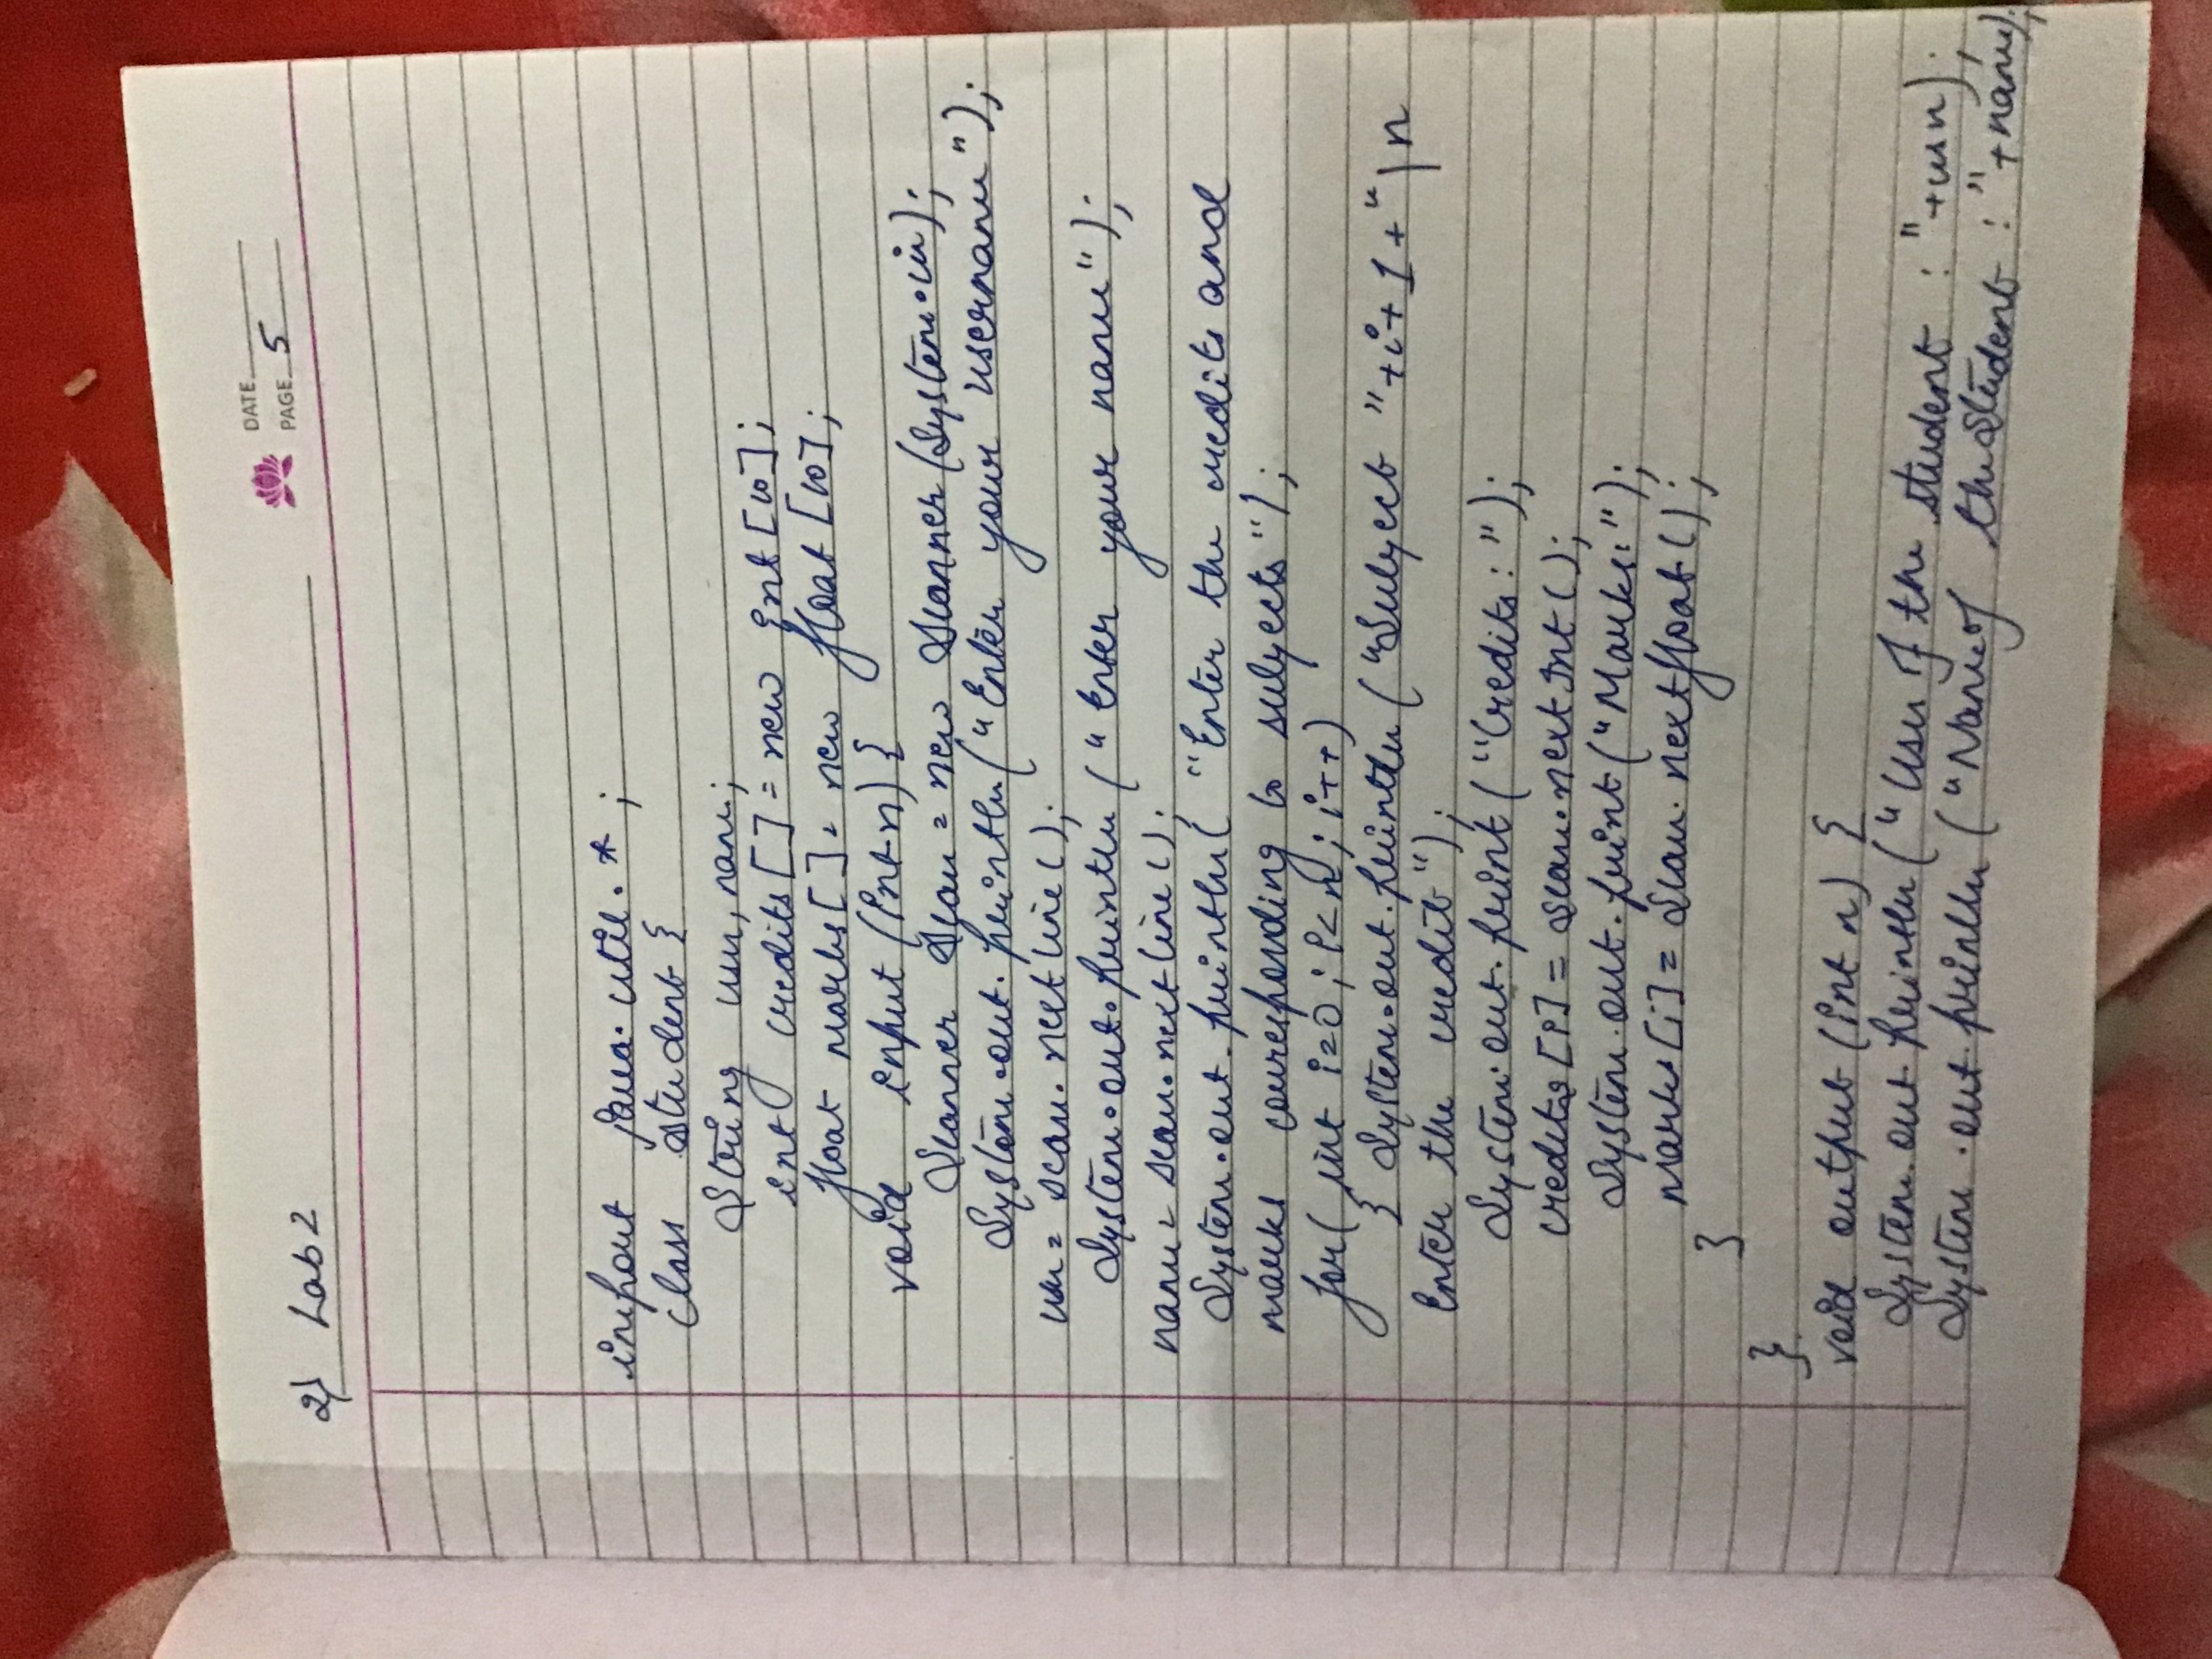 DATE
PAGE 5
2) Lab 2
import java.util.*;
class student {
String usn, name;
int credits[] = new int[10];
float marks[] = new float[10];
void input (int n) {
Scanner scan = new Scanner(System.in);
System.out.println("Enter your username");
usn = scan.nextline();
System.out.println ("Enter your name");
name = scan.nextline();
System.out.println( "Enter the credits and
marks corresponding to subjects");
for( int i=0; i<n; i++)
{ System.out.println ("Subject "+i+1+"\n
Enter the credit");
System.out.print ("Credits: ");
credits[i] = scan.nextInt();
System.out.print ("Marks:");
marks[i] = scan.nextfloat();
}
}
void output (int n) {
System.out.println ("Usn of the student : "+usn);
System.out.println ("Name of the Student : "+name);